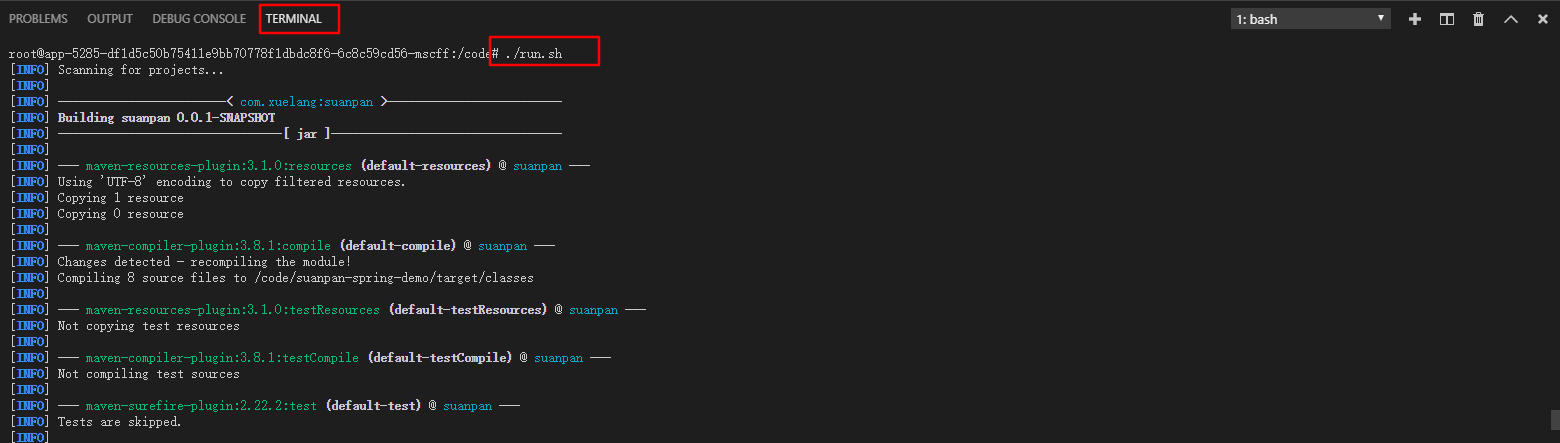 PROBLEMS OUTPUT DEBUG CONSOLE TERMINAL 1: bash
root@app-5285-df1d5c50b75411e9bb70778f1dbdc8f6-6c8c59cd56-mscff:/code# ./run.sh
[INFO] Scanning for projects...
[INFO]
[INFO] ------------------------< com.xuelang:suanpan >-------------------------
[INFO] Building suanpan 0.0.1-SNAPSHOT
[INFO] --------------------------------[ jar ]---------------------------------
[INFO]
[INFO] --- maven-resources-plugin:3.1.0:resources (default-resources) @ suanpan ---
[INFO] Using 'UTF-8' encoding to copy filtered resources.
[INFO] Copying 1 resource
[INFO] Copying 0 resource
[INFO]
[INFO] --- maven-compiler-plugin:3.8.1:compile (default-compile) @ suanpan ---
[INFO] Changes detected - recompiling the module!
[INFO] Compiling 8 source files to /code/suanpan-spring-demo/target/classes
[INFO]
[INFO] --- maven-resources-plugin:3.1.0:testResources (default-testResources) @ suanpan ---
[INFO] Not copying test resources
[INFO]
[INFO] --- maven-compiler-plugin:3.8.1:testCompile (default-testCompile) @ suanpan ---
[INFO] Not compiling test sources
[INFO]
[INFO] --- maven-surefire-plugin:2.22.2:test (default-test) @ suanpan ---
[INFO] Tests are skipped.
[INFO]